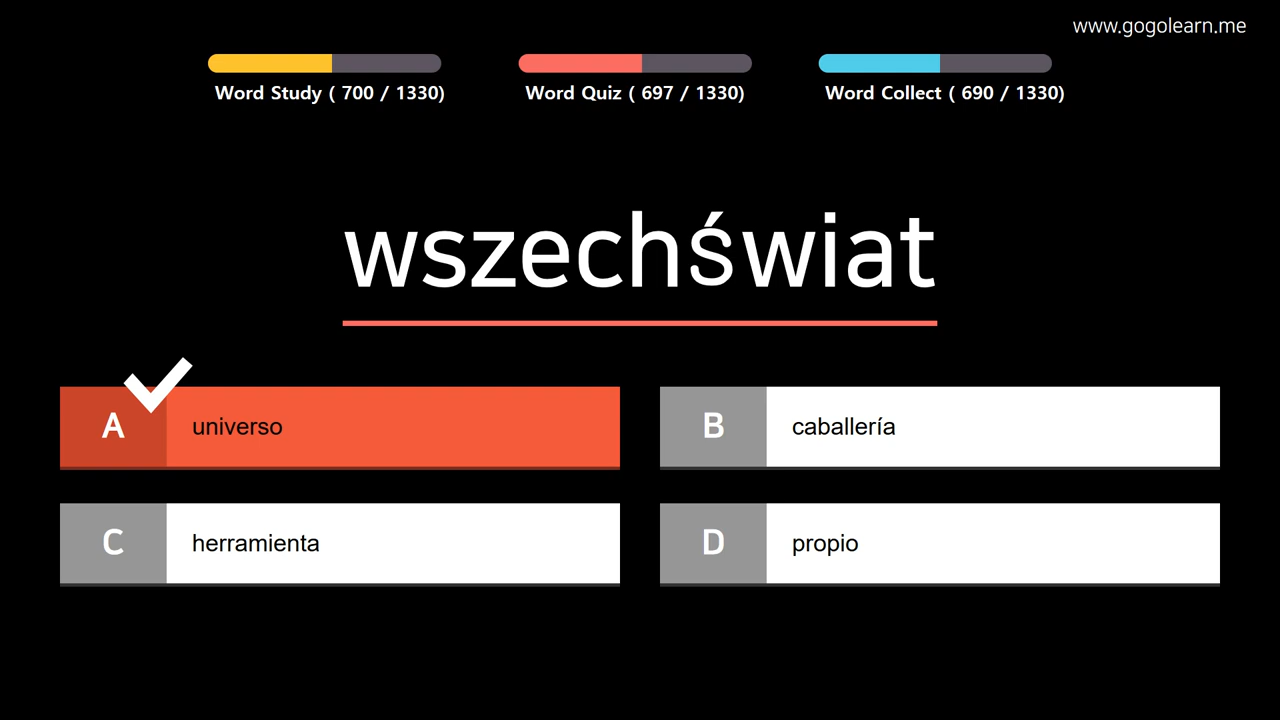 www.gogolearn.me
Word Study ( 700 / 1330)
Word Quiz ( 697 / 1330)
Word Collect ( 690 / 1330)
wszechświat
A universo
B caballería
C herramienta
D propio